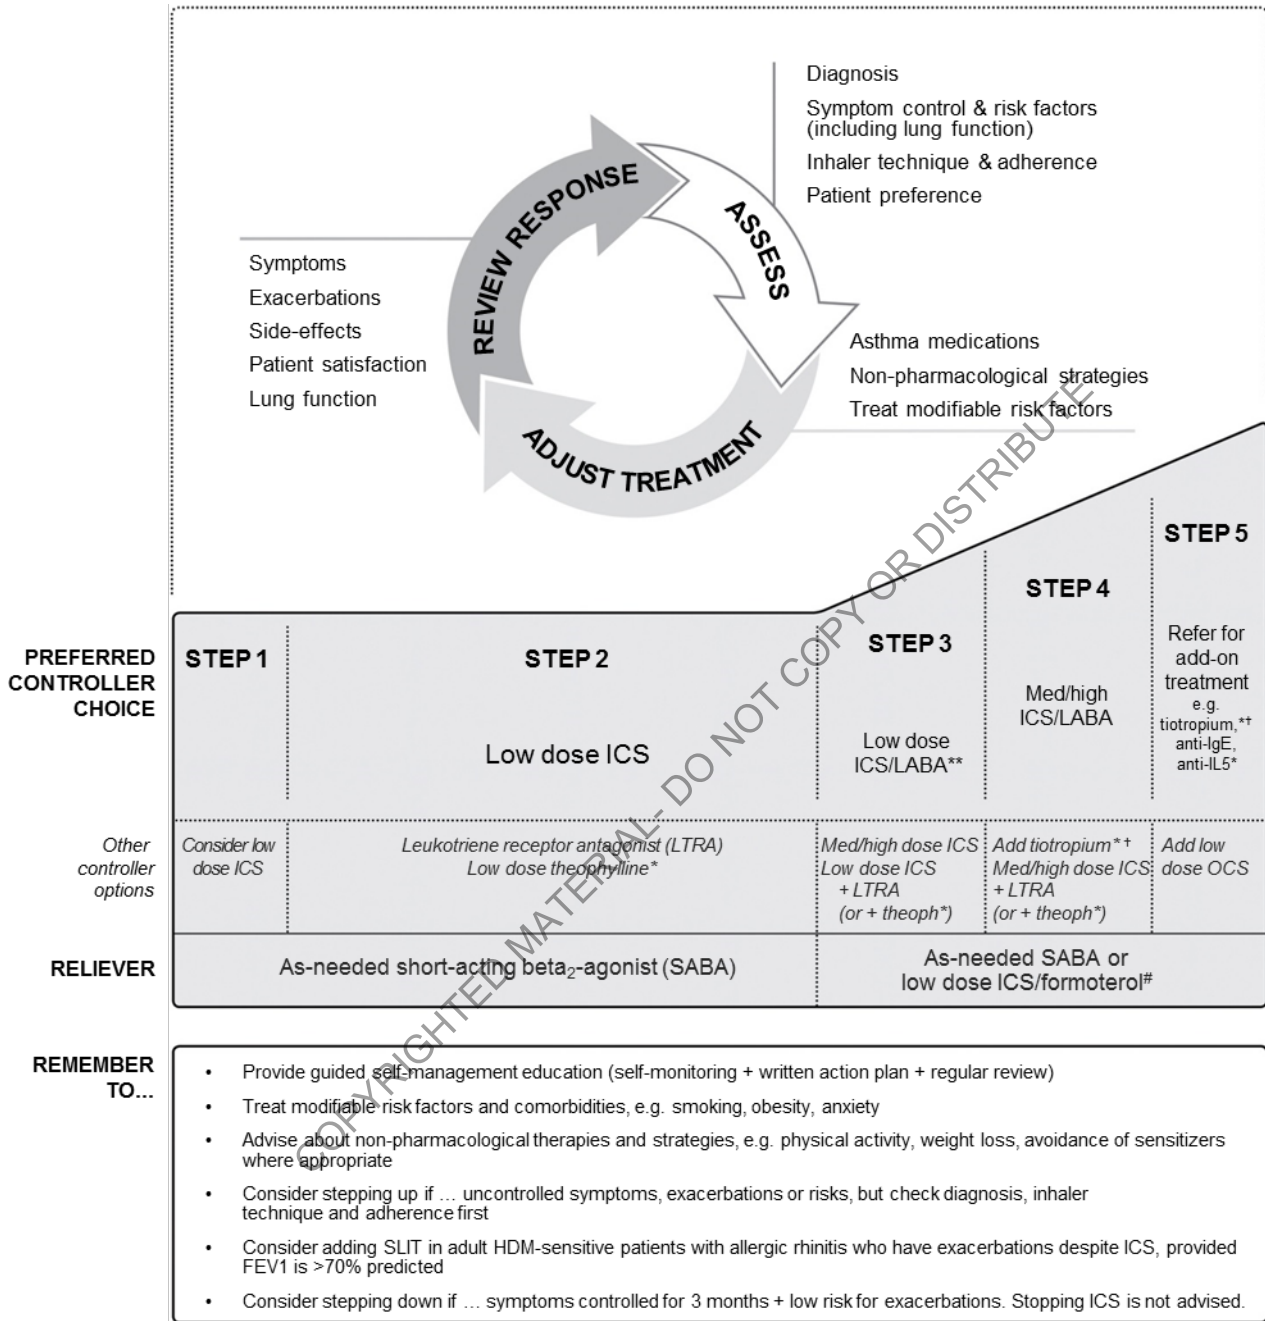 Diagnosis
Symptom control & risk factors
(including lung function)
Inhaler technique & adherence
Patient preference
REVIEW RESPONSE
ASSESS
ADJUST TREATMENT
Symptoms
Exacerbations
Side-effects
Patient satisfaction
Lung function
Asthma medications
Non-pharmacological strategies
Treat modifiable risk factors
COPYRIGHTED MATERIAL- DO NOT COPY OR DISTRIBUTE
PREFERRED
CONTROLLER
CHOICE
STEP 1
STEP 2
Low dose ICS
STEP 3
Low dose
ICS/LABA**
STEP 4
Med/high
ICS/LABA
STEP 5
Refer for
add-on
treatment
e.g.
tiotropium,*†
anti-IgE,
anti-IL5*
Other
controller
options
Consider low
dose ICS
Leukotriene receptor antagonist (LTRA)
Low dose theophylline*
Med/high dose ICS
Low dose ICS
+ LTRA
(or + theoph*)
Add tiotropium*†
Med/high dose ICS
+ LTRA
(or + theoph*)
Add low
dose OCS
RELIEVER
As-needed short-acting beta₂-agonist (SABA)
As-needed SABA or
low dose ICS/formoterol#
REMEMBER
TO...
• Provide guided self-management education (self-monitoring + written action plan + regular review)
• Treat modifiable risk factors and comorbidities, e.g. smoking, obesity, anxiety
• Advise about non-pharmacological therapies and strategies, e.g. physical activity, weight loss, avoidance of sensitizers
where appropriate
• Consider stepping up if … uncontrolled symptoms, exacerbations or risks, but check diagnosis, inhaler
technique and adherence first
• Consider adding SLIT in adult HDM-sensitive patients with allergic rhinitis who have exacerbations despite ICS, provided
FEV1 is >70% predicted
• Consider stepping down if … symptoms controlled for 3 months + low risk for exacerbations. Stopping ICS is not advised.